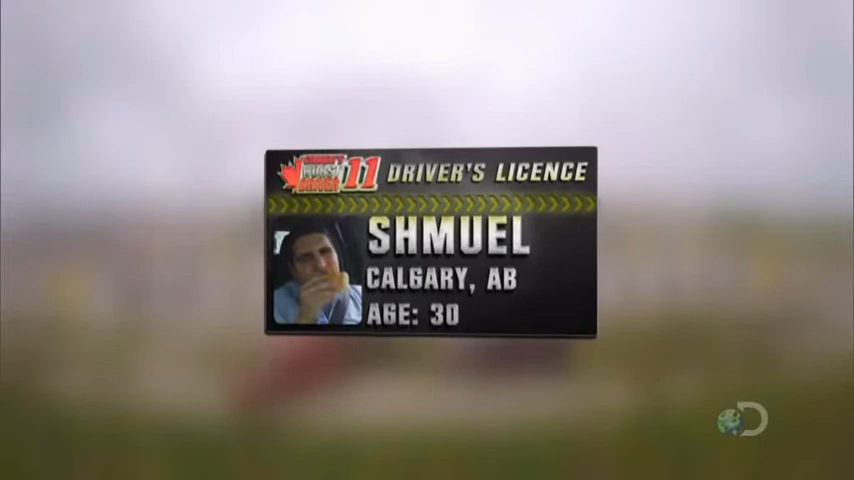 CANADA'S WORST DRIVER 11 DRIVER'S LICENCE
SHMUEL
CALGARY, AB
AGE: 30
D